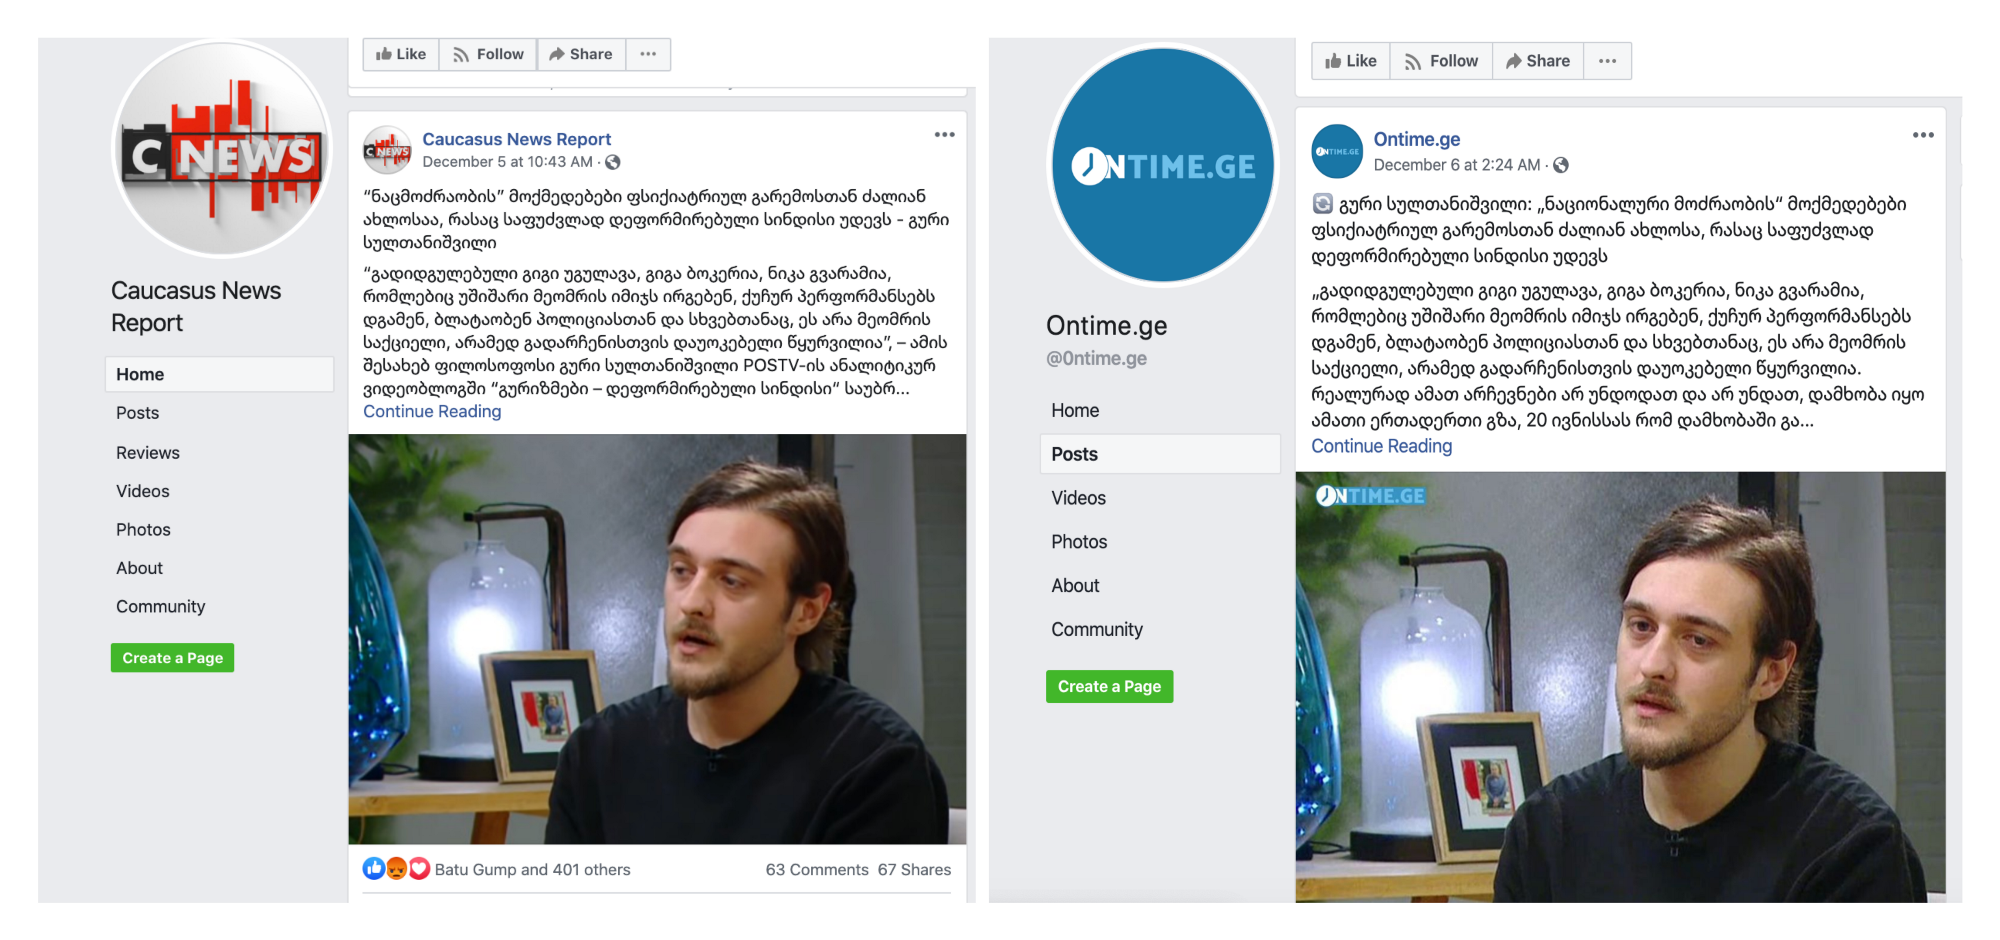 C NEWS
Caucasus News
Report
Home
Posts
Reviews
Videos
Photos
About
Community
Create a Page
Like
Follow
Share
C NEWS
Caucasus News Report
December 5 at 10:43 AM ·
“ნაცმოძრაობის” მოქმედებები ფსიქიატრიულ გარემოსთან ძალიან
ახლოსაა, რასაც საფუძვლად დეფორმირებული სინდისი უდევს - გური
სულთანიშვილი
“გადიდგულებული გიგი უგულავა, გიგა ბოკერია, ნიკა გვარამია,
რომლებიც უშიშარი მეომრის იმიჯს ირგებენ, ქუჩურ პერფორმანსებს
დგამენ, ბლატაობენ პოლიციასთან და სხვებთანაც, ეს არა მეომრის
საქციელი, არამედ გადარჩენისთვის დაუოკებელი წყურვილია”, – ამის
შესახებ ფილოსოფოსი გური სულთანიშვილი POSTV-ის ანალიტიკურ
ვიდეობლოგში “გურიზმები – დეფორმირებული სინდისი“ საუბრ...
Continue Reading
Batu Gump and 401 others
63 Comments 67 Shares
ONTIME.GE
Ontime.ge
@0ntime.ge
Home
Posts
Videos
Photos
About
Community
Create a Page
Like
Follow
Share
ONTIME.GE
Ontime.ge
December 6 at 2:24 AM ·
გური სულთანიშვილი: „ნაციონალური მოძრაობის“ მოქმედებები
ფსიქიატრიულ გარემოსთან ძალიან ახლოსა, რასაც საფუძვლად
დეფორმირებული სინდისი უდევს
„გადიდგულებული გიგი უგულავა, გიგა ბოკერია, ნიკა გვარამია,
რომლებიც უშიშარი მეომრის იმიჯს ირგებენ, ქუჩურ პერფორმანსებს
დგამენ, ბლატაობენ პოლიციასთან და სხვებთანაც, ეს არა მეომრის
საქციელი, არამედ გადარჩენისთვის დაუოკებელი წყურვილია.
რეალურად ამათ არჩევნები არ უნდოდათ და არ უნდათ, დამხობა იყო
ამათი ერთადერთი გზა, 20 ივნისსას რომ დამხობაში გა...
Continue Reading
ONTIME.GE